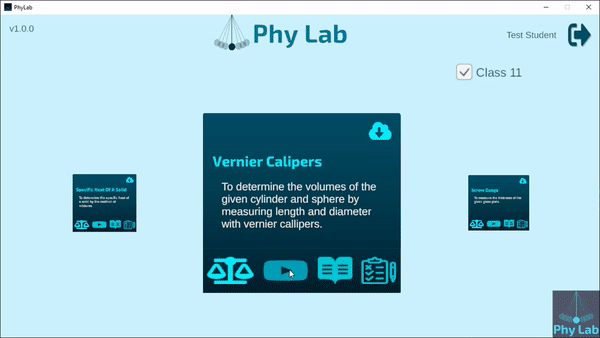 PhyLab
v1.0.0
Phy Lab
Test Student
Class 11
Vernier Calipers
To determine the volumes of the
given cylinder and sphere by
measuring length and diameter
with vernier callipers.
Specific Heat Of A Solid
To determine the specific heat of
a solid by the method of
mixtures.
Screw Gauge
To measure the thickness of the
given glass plate.
Phy Lab